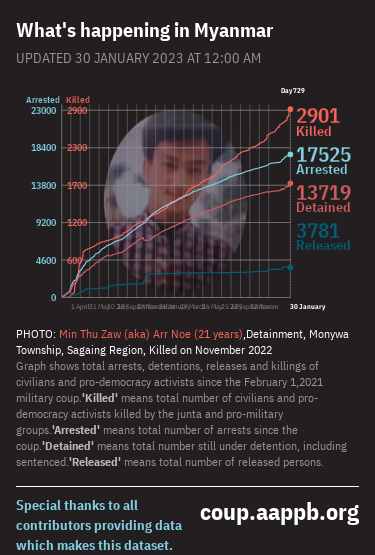 What's happening in Myanmar
UPDATED 30 JANUARY 2023 AT 12:00 AM
Day729
Arrested Killed
23000 2900
18400 2300
13800 1700
9200 1200
4600 600
0
2901
Killed
17525
Arrested
13719
Detained
3781
Released
1 April
30 January
PHOTO: Min Thu Zaw (aka) Arr Noe (21 years),Detainment, Monywa
Township, Sagaing Region, Killed on November 2022
Graph shows total arrests, detentions, releases and killings of
civilians and pro-democracy activists since the February 1,2021
military coup.'Killed' means total number of civilians and pro-
democracy activists killed by the junta and pro-military
groups.'Arrested' means total number of arrests since the
coup.'Detained' means total number still under detention, including
sentenced.'Released' means total number of released persons.
Special thanks to all
contributors providing data
which makes this dataset.
coup.aappb.org